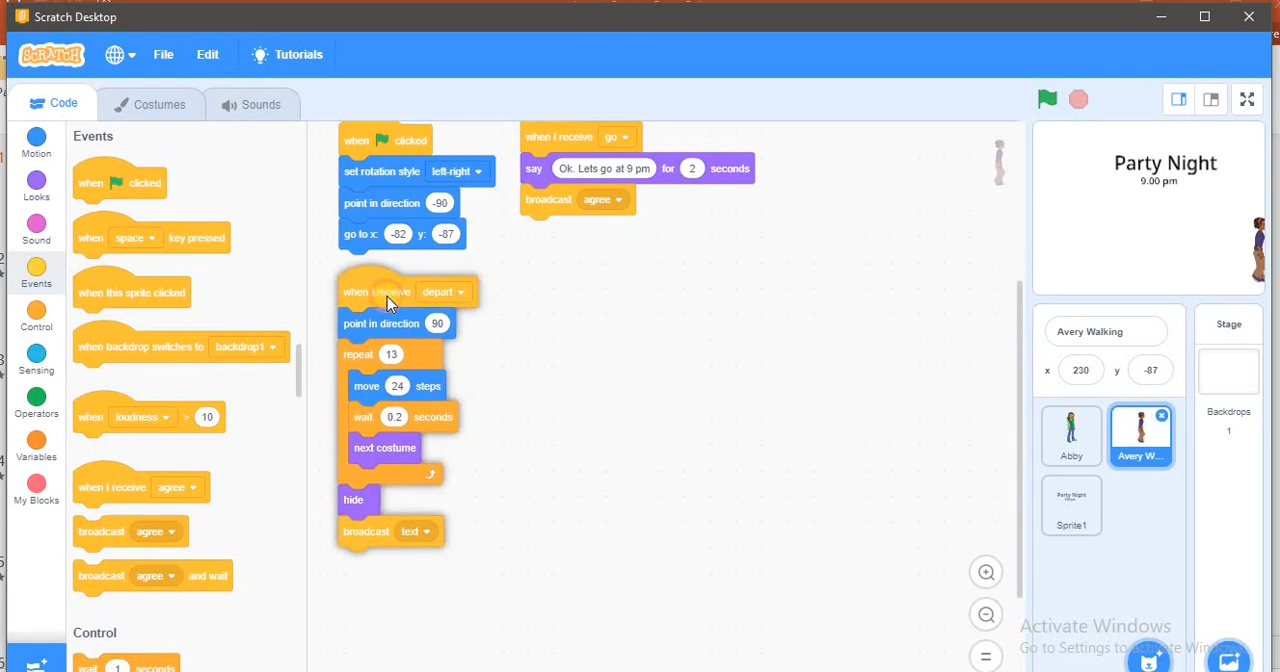 Scratch Desktop
SCRATCH File Edit Tutorials
Code Costumes Sounds
Motion
Looks
Sound
Events
Control
Sensing
Operators
Variables
My Blocks
Events
when clicked
when space key pressed
when this sprite clicked
when backdrop switches to backdrop1
when loudness > 10
when I receive agree
broadcast agree
broadcast agree and wait
Control
wait 1 seconds
when clicked
set rotation style left-right
point in direction -90
go to x: -82 y: -87
when I receive depart
point in direction 90
repeat 13
move 24 steps
wait 0.2 seconds
next costume
hide
broadcast text
when I receive go
say Ok. Lets go at 9 pm for 2 seconds
broadcast agree
Party Night
9.00 pm
Avery Walking
x 230 y -87
Abby
Avery W...
Party Night
Sprite1
Stage
Backdrops
1
Activate Windows
Go to Settings to activate Windows.